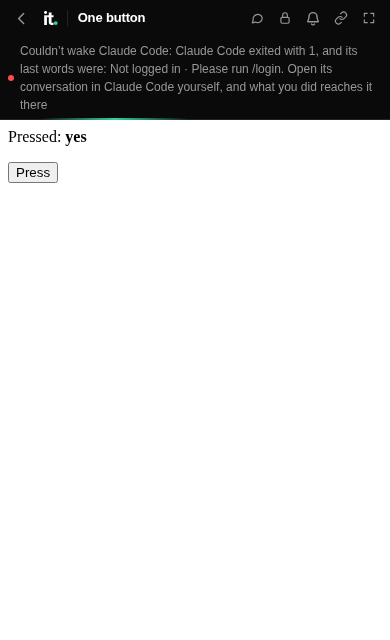 it. One button
Couldn't wake Claude Code: Claude Code exited with 1, and its
last words were: Not logged in · Please run /login. Open its
conversation in Claude Code yourself, and what you did reaches it
there
Pressed: yes
Press